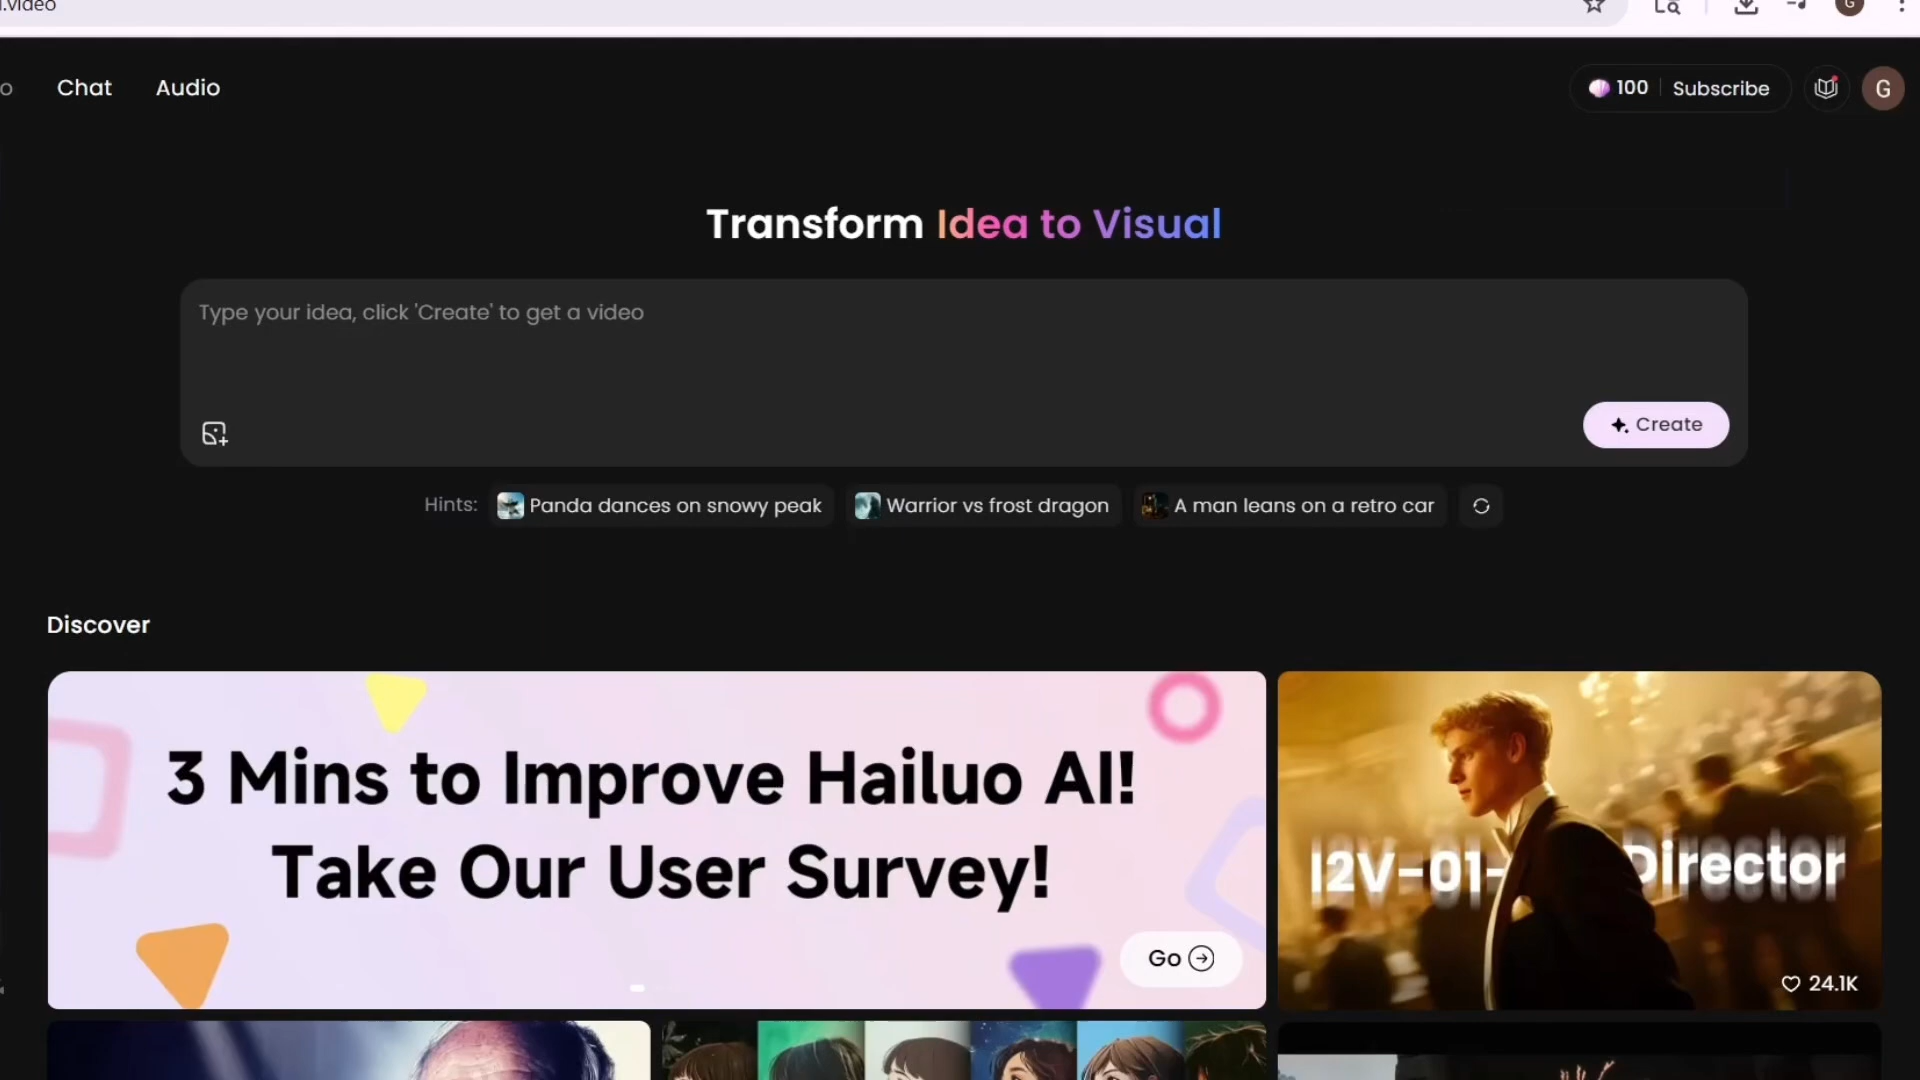 .video
G
o Chat Audio
100 Subscribe
G
Transform Idea to Visual
Type your idea, click 'Create' to get a video
Create
Hints: Panda dances on snowy peak Warrior vs frost dragon A man leans on a retro car
Discover
3 Mins to Improve Hailuo AI!
Take Our User Survey!
Go
I2V-01- Director
24.1K